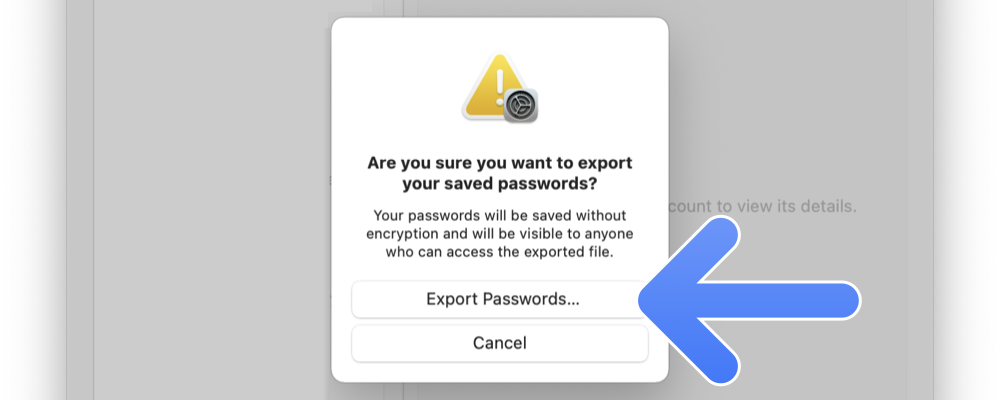 Are you sure you want to export
your saved passwords?
Your passwords will be saved without
encryption and will be visible to anyone
who can access the exported file.
count to view its details.
Export Passwords...
Cancel